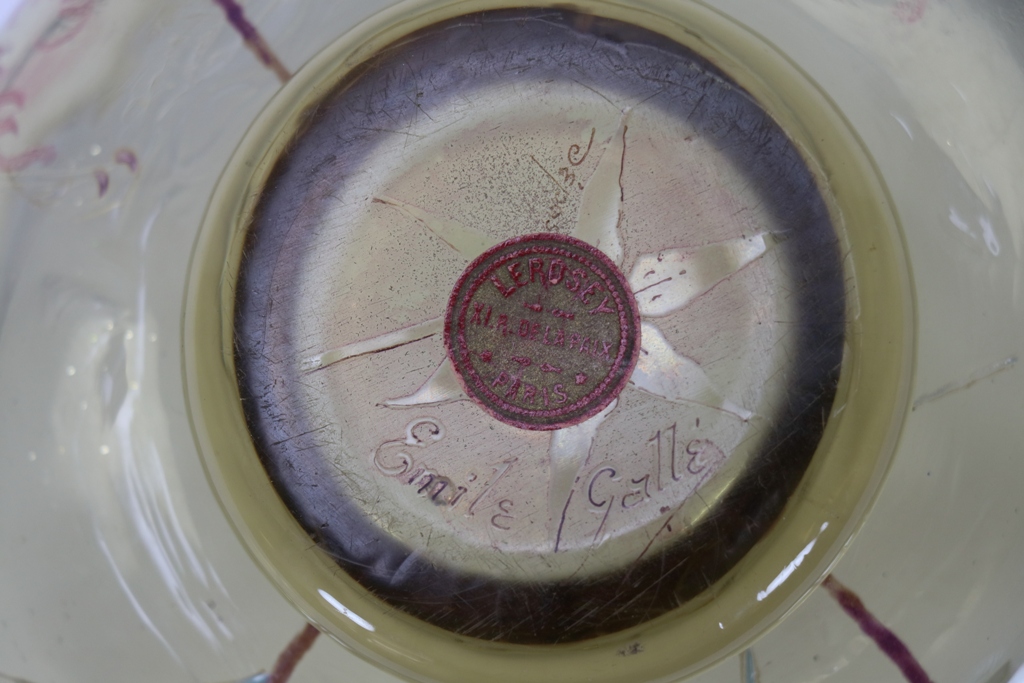 LEROSEY
11 R. DE LA PAIX
PARIS
Emile Gallé